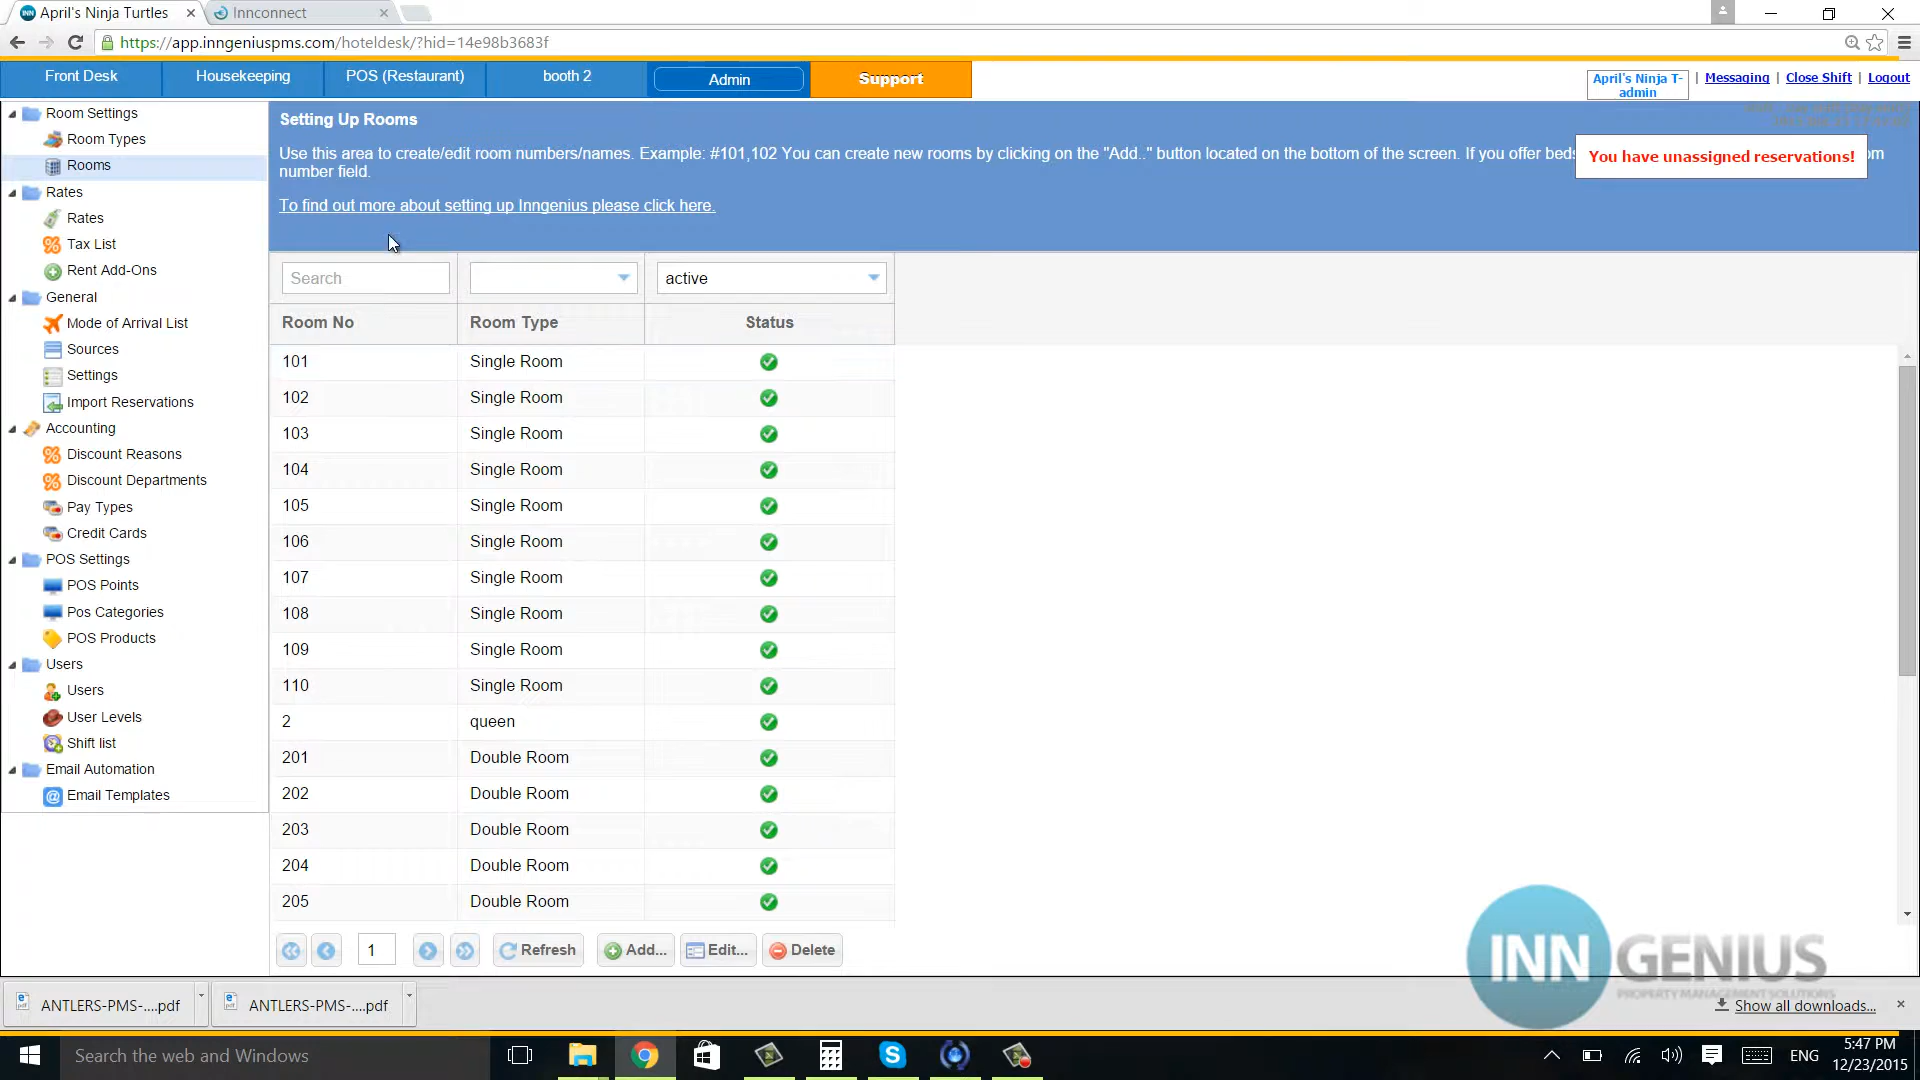 April's Ninja Turtles
Innconnect
https://app.inngeniuspms.com/hoteldesk/?hid=14e98b3683f
Front Desk
Housekeeping
POS (Restaurant)
booth 2
Admin
Support
April's Ninja T-
admin
| Messaging | Close Shift | Logout
Room Settings
Room Types
Rooms
Rates
Rates
Tax List
Rent Add-Ons
General
Mode of Arrival List
Sources
Settings
Import Reservations
Accounting
Discount Reasons
Discount Departments
Pay Types
Credit Cards
POS Settings
POS Points
Pos Categories
POS Products
Users
Users
User Levels
Shift list
Email Automation
Email Templates
Setting Up Rooms
Use this area to create/edit room numbers/names. Example: #101,102 You can create new rooms by clicking on the "Add.." button located on the bottom of the screen. If you offer beds
number field.
To find out more about setting up Inngenius please click here.
You have unassigned reservations!
Search
active
Room No Room Type Status
101 Single Room
102 Single Room
103 Single Room
104 Single Room
105 Single Room
106 Single Room
107 Single Room
108 Single Room
109 Single Room
110 Single Room
2 queen
201 Double Room
202 Double Room
203 Double Room
204 Double Room
205 Double Room
1
Refresh
Add...
Edit...
Delete
INNGENIUS
PROPERTY MANAGEMENT SOLUTIONS
ANTLERS-PMS-....pdf
ANTLERS-PMS-....pdf
Show all downloads...
Search the web and Windows
ENG
5:47 PM
12/23/2015